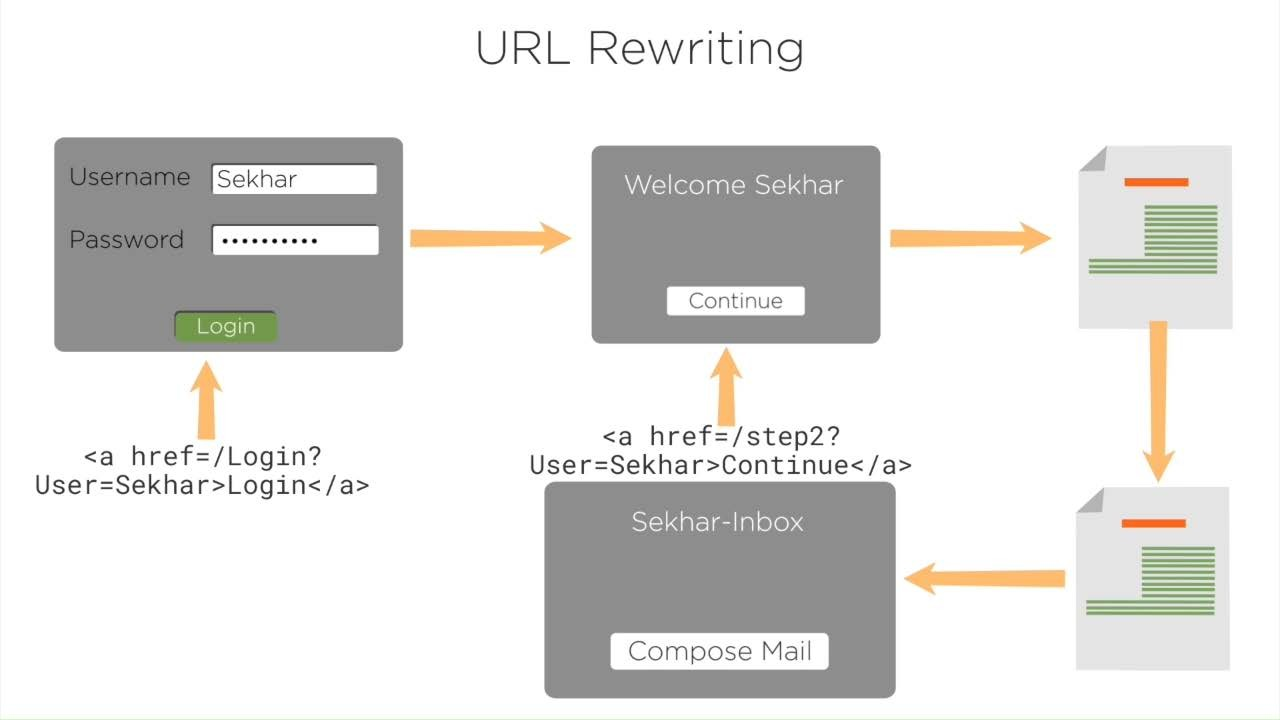 URL Rewriting
Username
Sekhar
Password
••••••••••
Login
<a href=/Login?
User=Sekhar>Login</a>
Welcome Sekhar
Continue
<a href=/step2?
User=Sekhar>Continue</a>
Sekhar-Inbox
Compose Mail